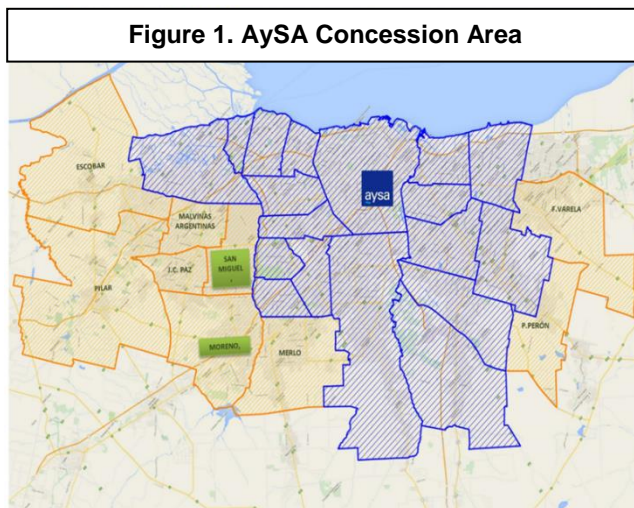 Figure 1. AySA Concession Area
ESCOBAR
aysa
F.VARELA
MALVINAS
ARGENTINAS
SAN
MIGUEL
J.C. PAZ
PILAR
P.PERÓN
MORENO,
MERLO